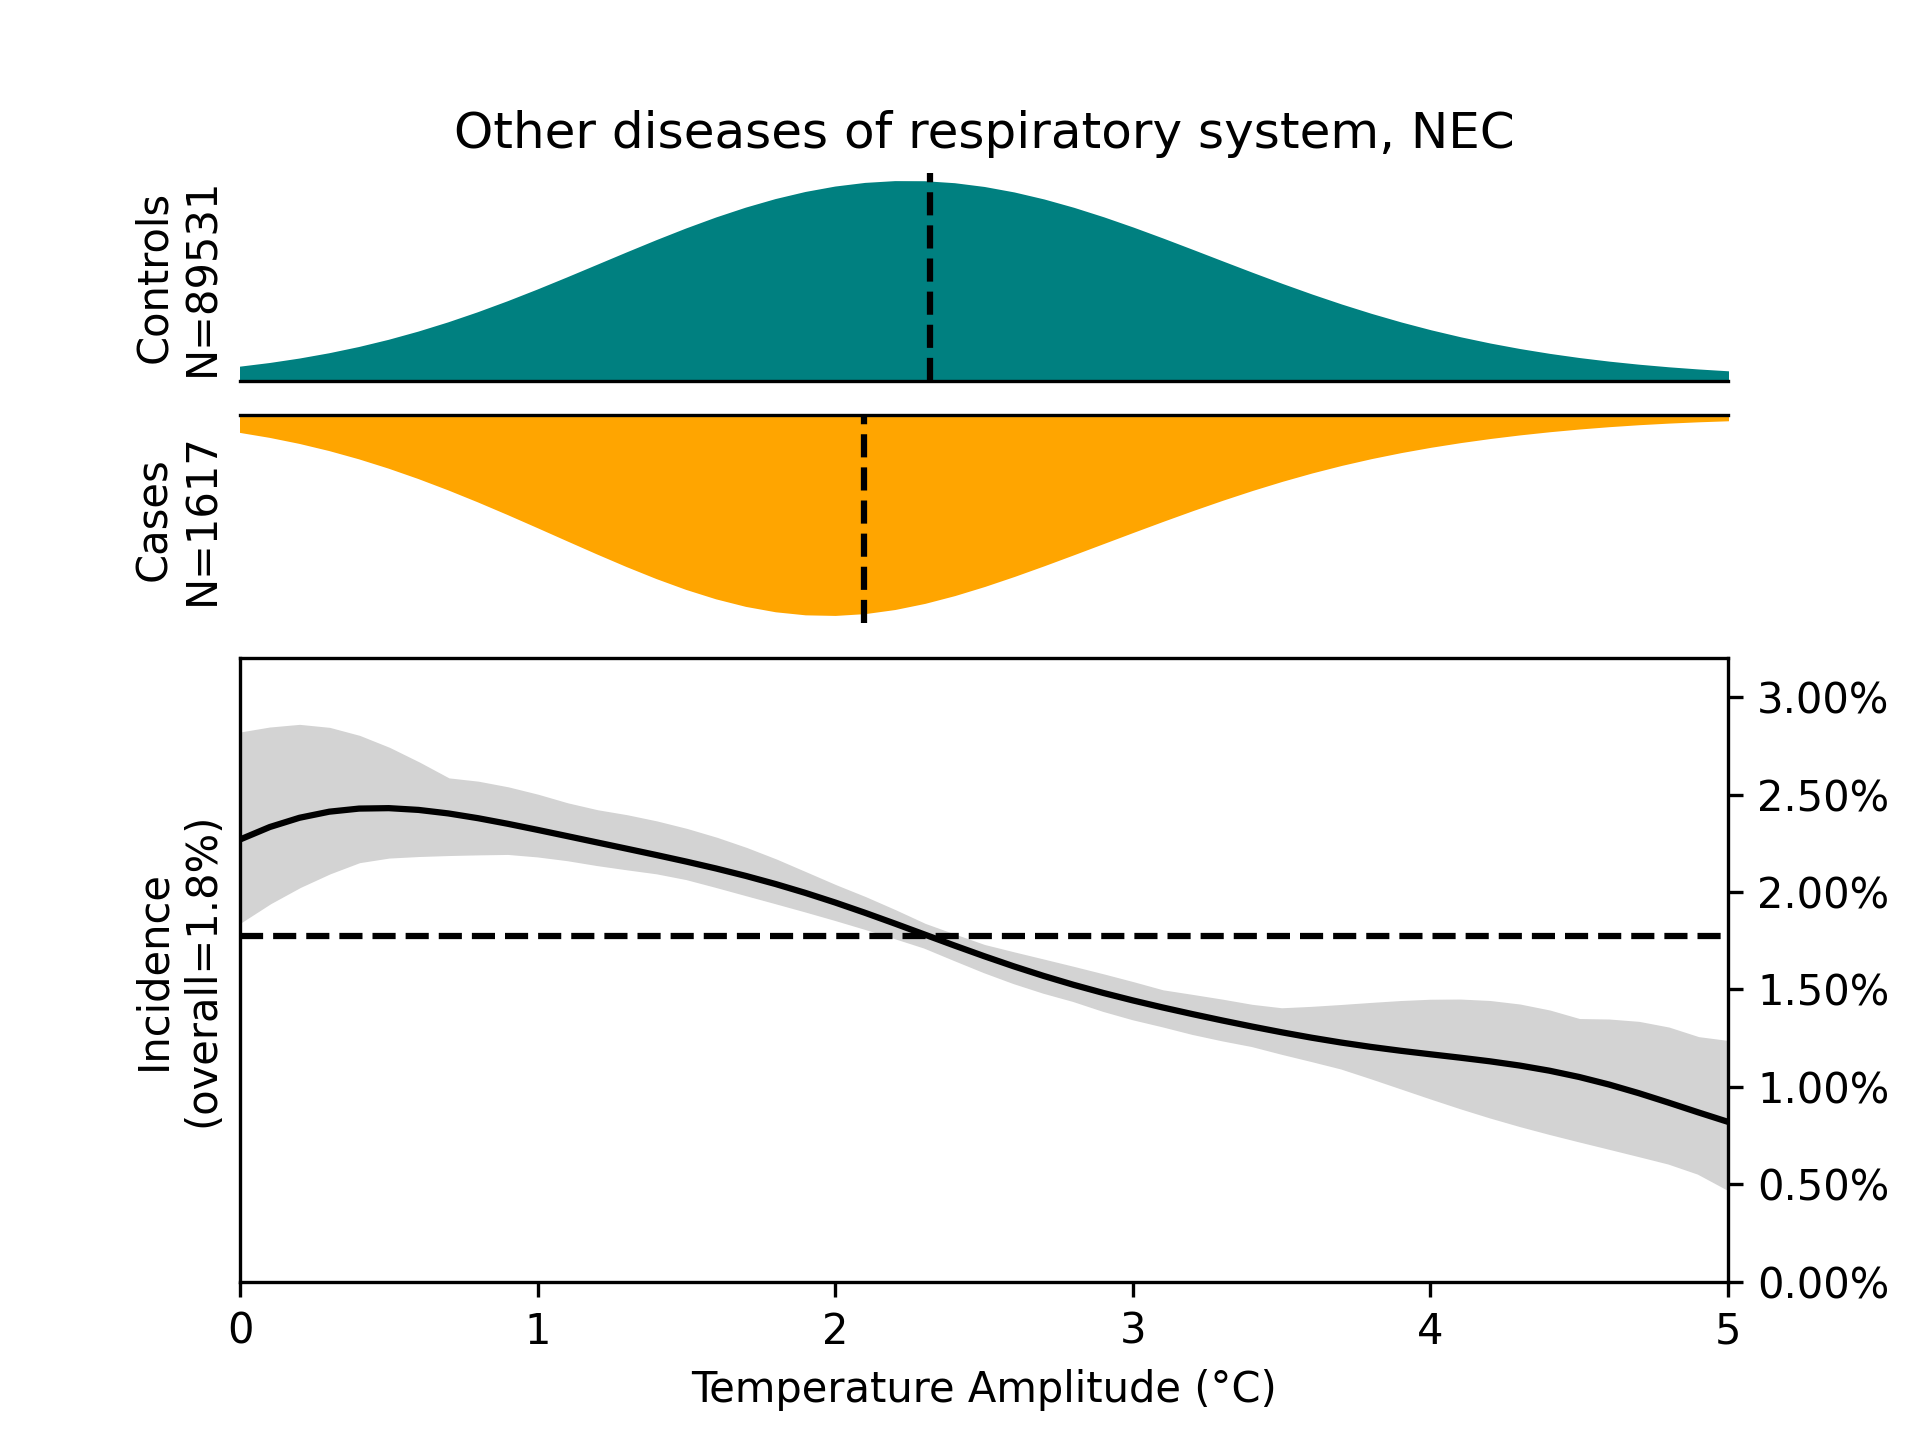 Other diseases of respiratory system, NEC
Controls
N=89531
Cases
N=1617
Incidence
(overall=1.8%)
3.00%
2.50%
2.00%
1.50%
1.00%
0.50%
0.00%
0 1 2 3 4 5
Temperature Amplitude (°C)